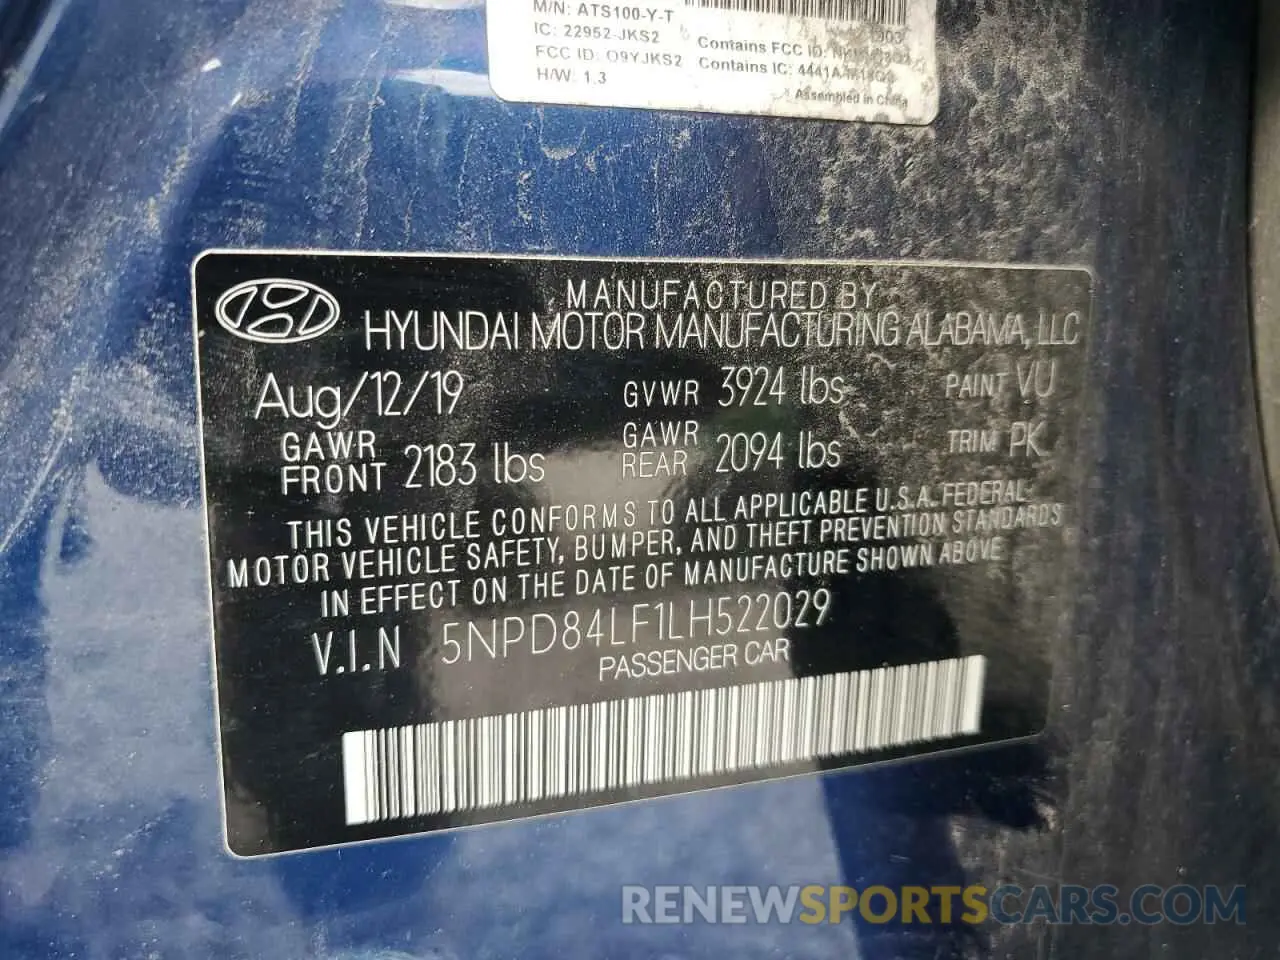 M/N: ATS100-Y-T
IC: 22952-JKS2
FCC ID: O9YJKS2
H/W: 1.3
Contains FCC ID:
Contains IC:
Assembled in China
MANUFACTURED BY
HYUNDAI MOTOR MANUFACTURING ALABAMA, LLC
Aug/12/19 GVWR 3924 lbs PAINT VU
GAWR FRONT 2183 lbs GAWR REAR 2094 lbs TRIM PK
THIS VEHICLE CONFORMS TO ALL APPLICABLE U.S.A. FEDERAL
MOTOR VEHICLE SAFETY, BUMPER, AND THEFT PREVENTION STANDARDS
IN EFFECT ON THE DATE OF MANUFACTURE SHOWN ABOVE
V.I.N 5NPD84LF1LH522029
PASSENGER CAR
RENEWSPORTSCARS.COM